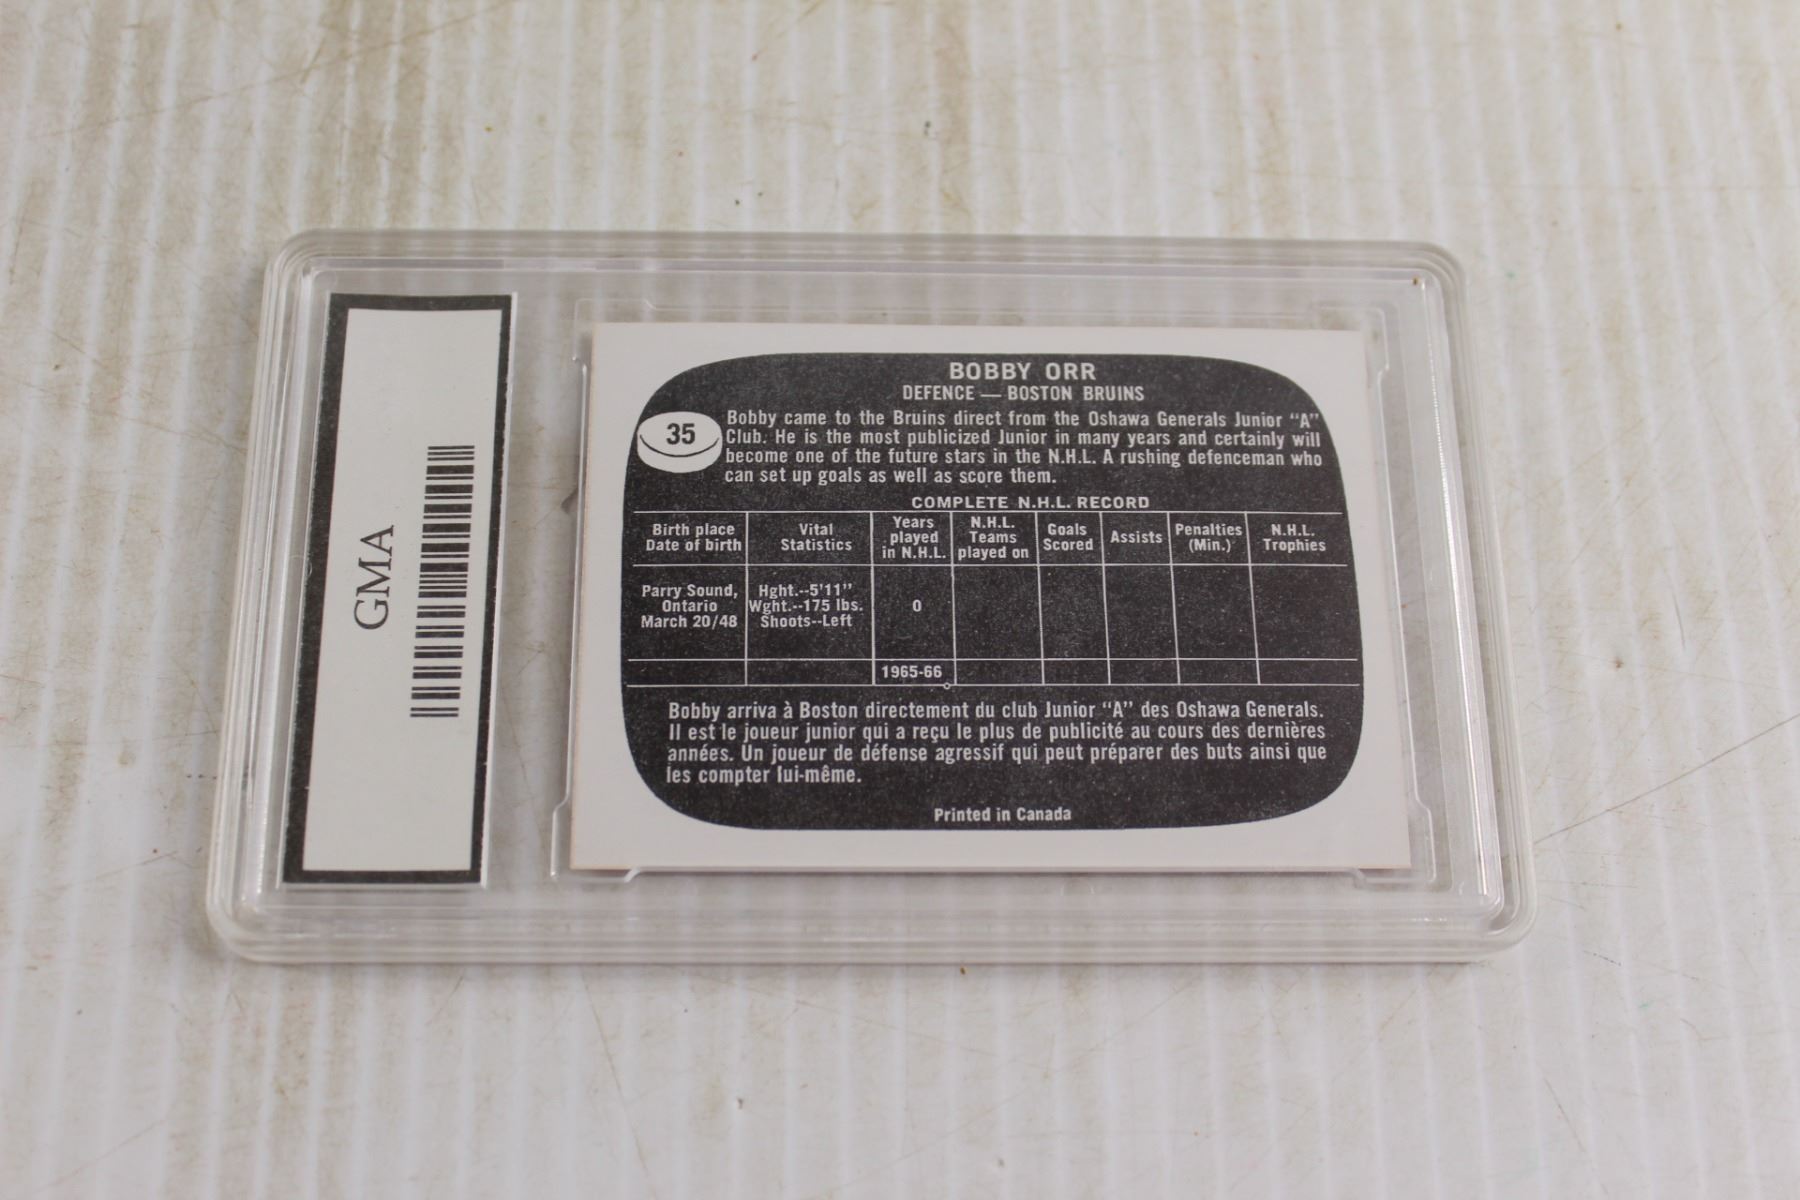 GMA
BOBBY ORR
DEFENCE — BOSTON BRUINS
35
Bobby came to the Bruins direct from the Oshawa Generals Junior “A”
Club. He is the most publicized Junior in many years and certainly will
become one of the future stars in the N.H.L. A rushing defenceman who
can set up goals as well as score them.
COMPLETE N.H.L. RECORD
Birth place
Date of birth
Vital
Statistics
Years
played
in N.H.L.
N.H.L.
Teams
played on
Goals
Scored
Assists
Penalties
(Min.)
N.H.L.
Trophies
Parry Sound,
Ontario
March 20/48
Hght.--5'11”
Wght.--175 lbs.
Shoots--Left
0
1965-66
Bobby arriva à Boston directement du club Junior “A” des Oshawa Generals.
Il est le joueur junior qui a reçu le plus de publicité au cours des dernières
années. Un joueur de défense agressif qui peut préparer des buts ainsi que
les compter lui-même.
Printed in Canada